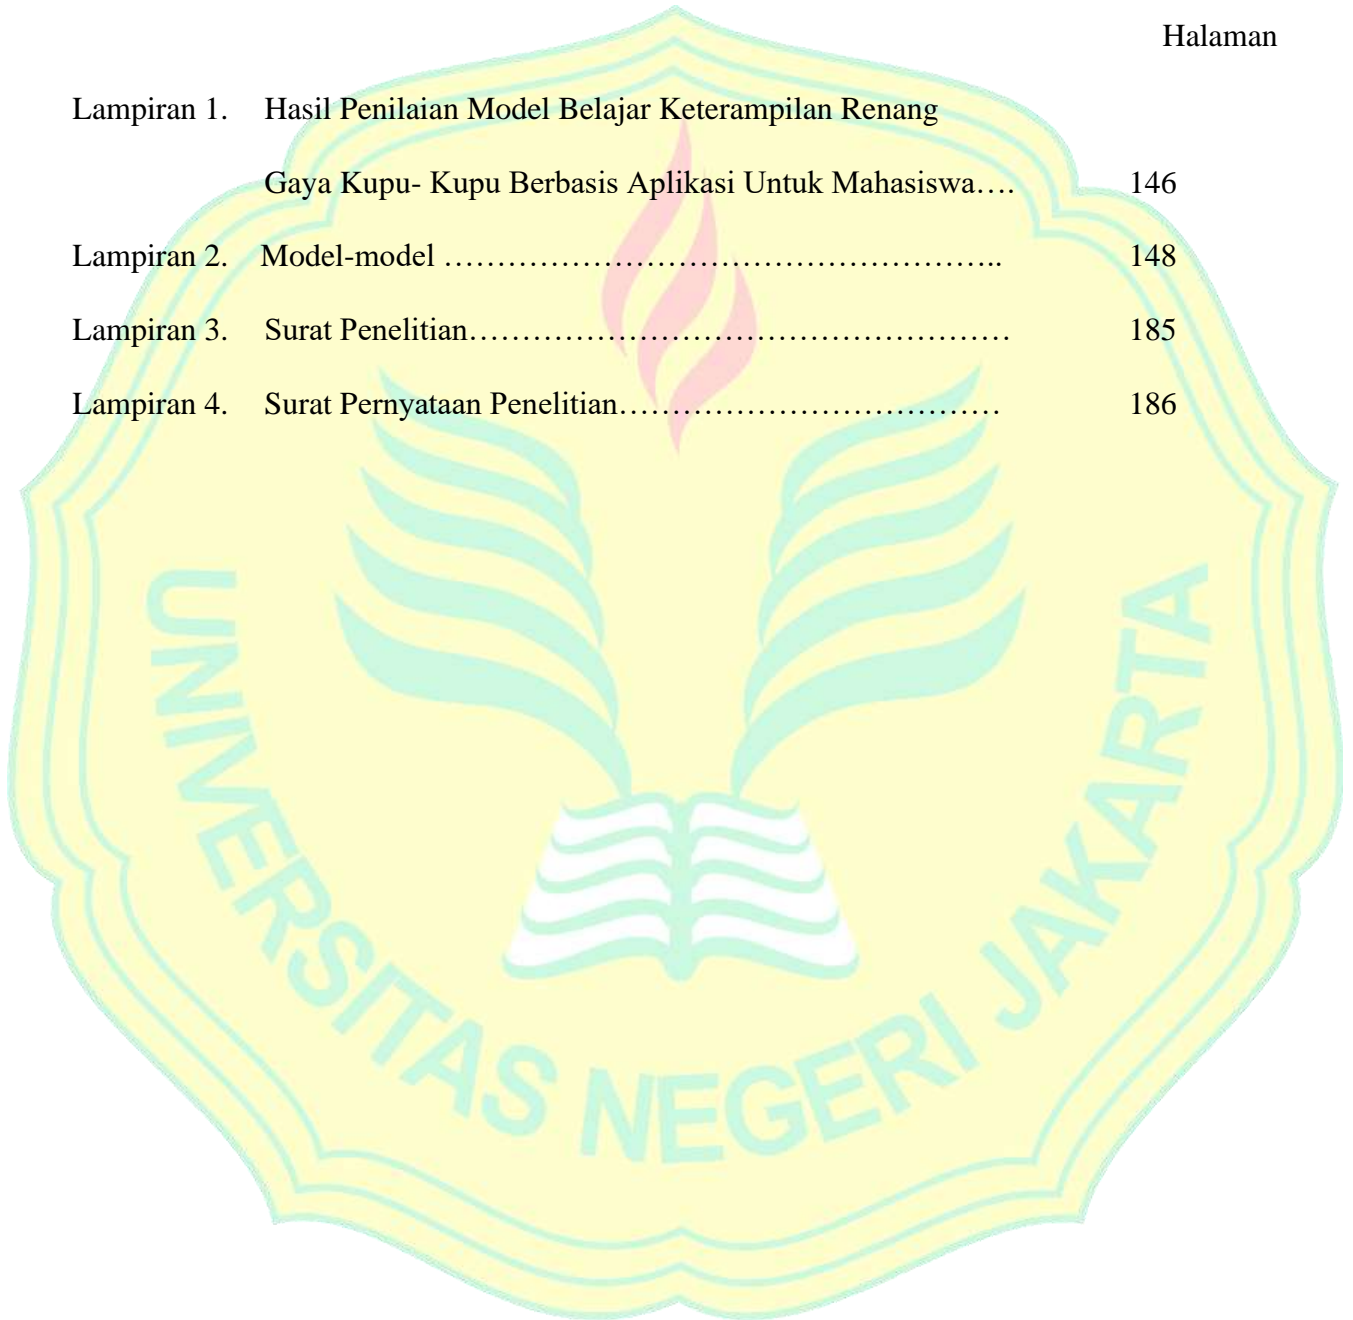 Halaman
Lampiran 1. Hasil Penilaian Model Belajar Keterampilan Renang
Gaya Kupu- Kupu Berbasis Aplikasi Untuk Mahasiswa…. 146
Lampiran 2. Model-model …………………………………………….. 148
Lampiran 3. Surat Penelitian…………………………………………… 185
Lampiran 4. Surat Pernyataan Penelitian……………………………… 186
UNIVERSITAS NEGERI JAKARTA